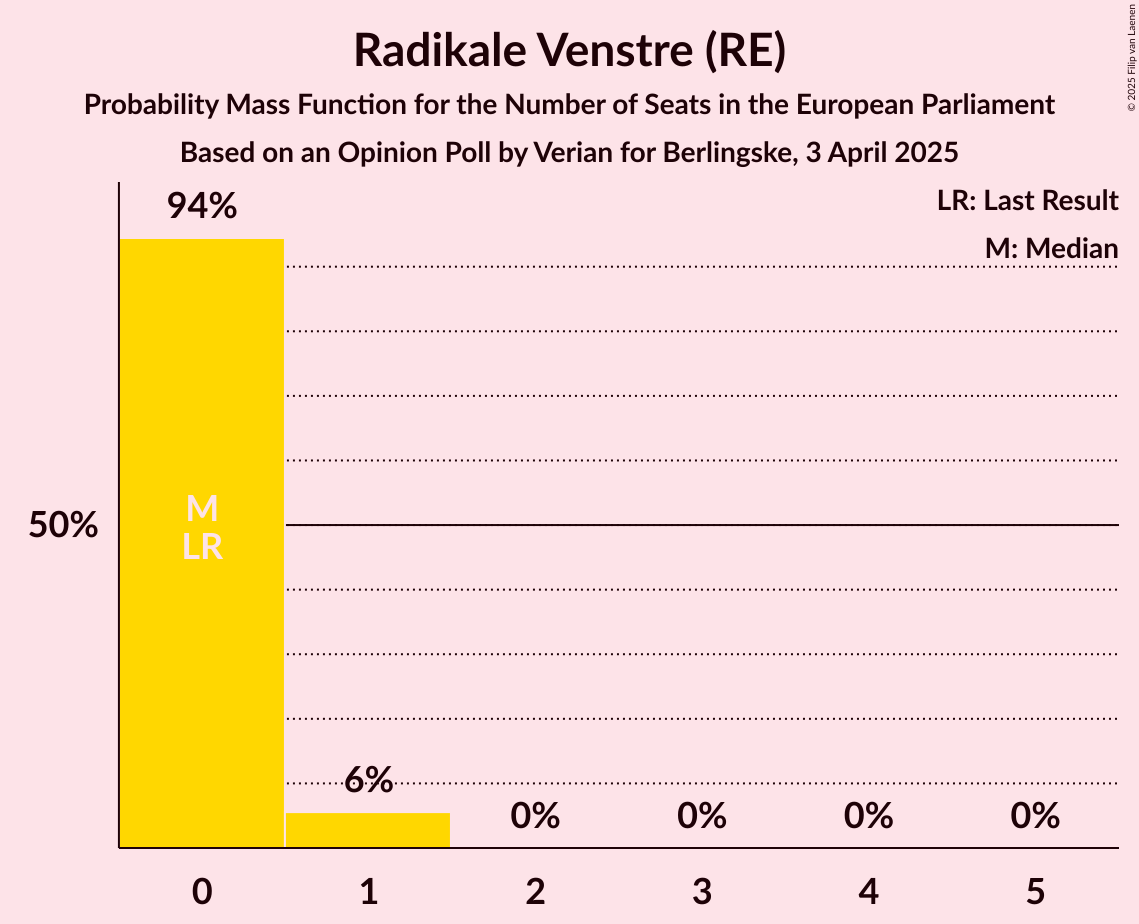 Radikale Venstre (RE)
Probability Mass Function for the Number of Seats in the European Parliament
Based on an Opinion Poll by Verian for Berlingske, 3 April 2025
© 2025 Filip van Laenen
LR: Last Result
M: Median
94%
M
LR
50%
6%
0%
0%
0%
0%
0
1
2
3
4
5